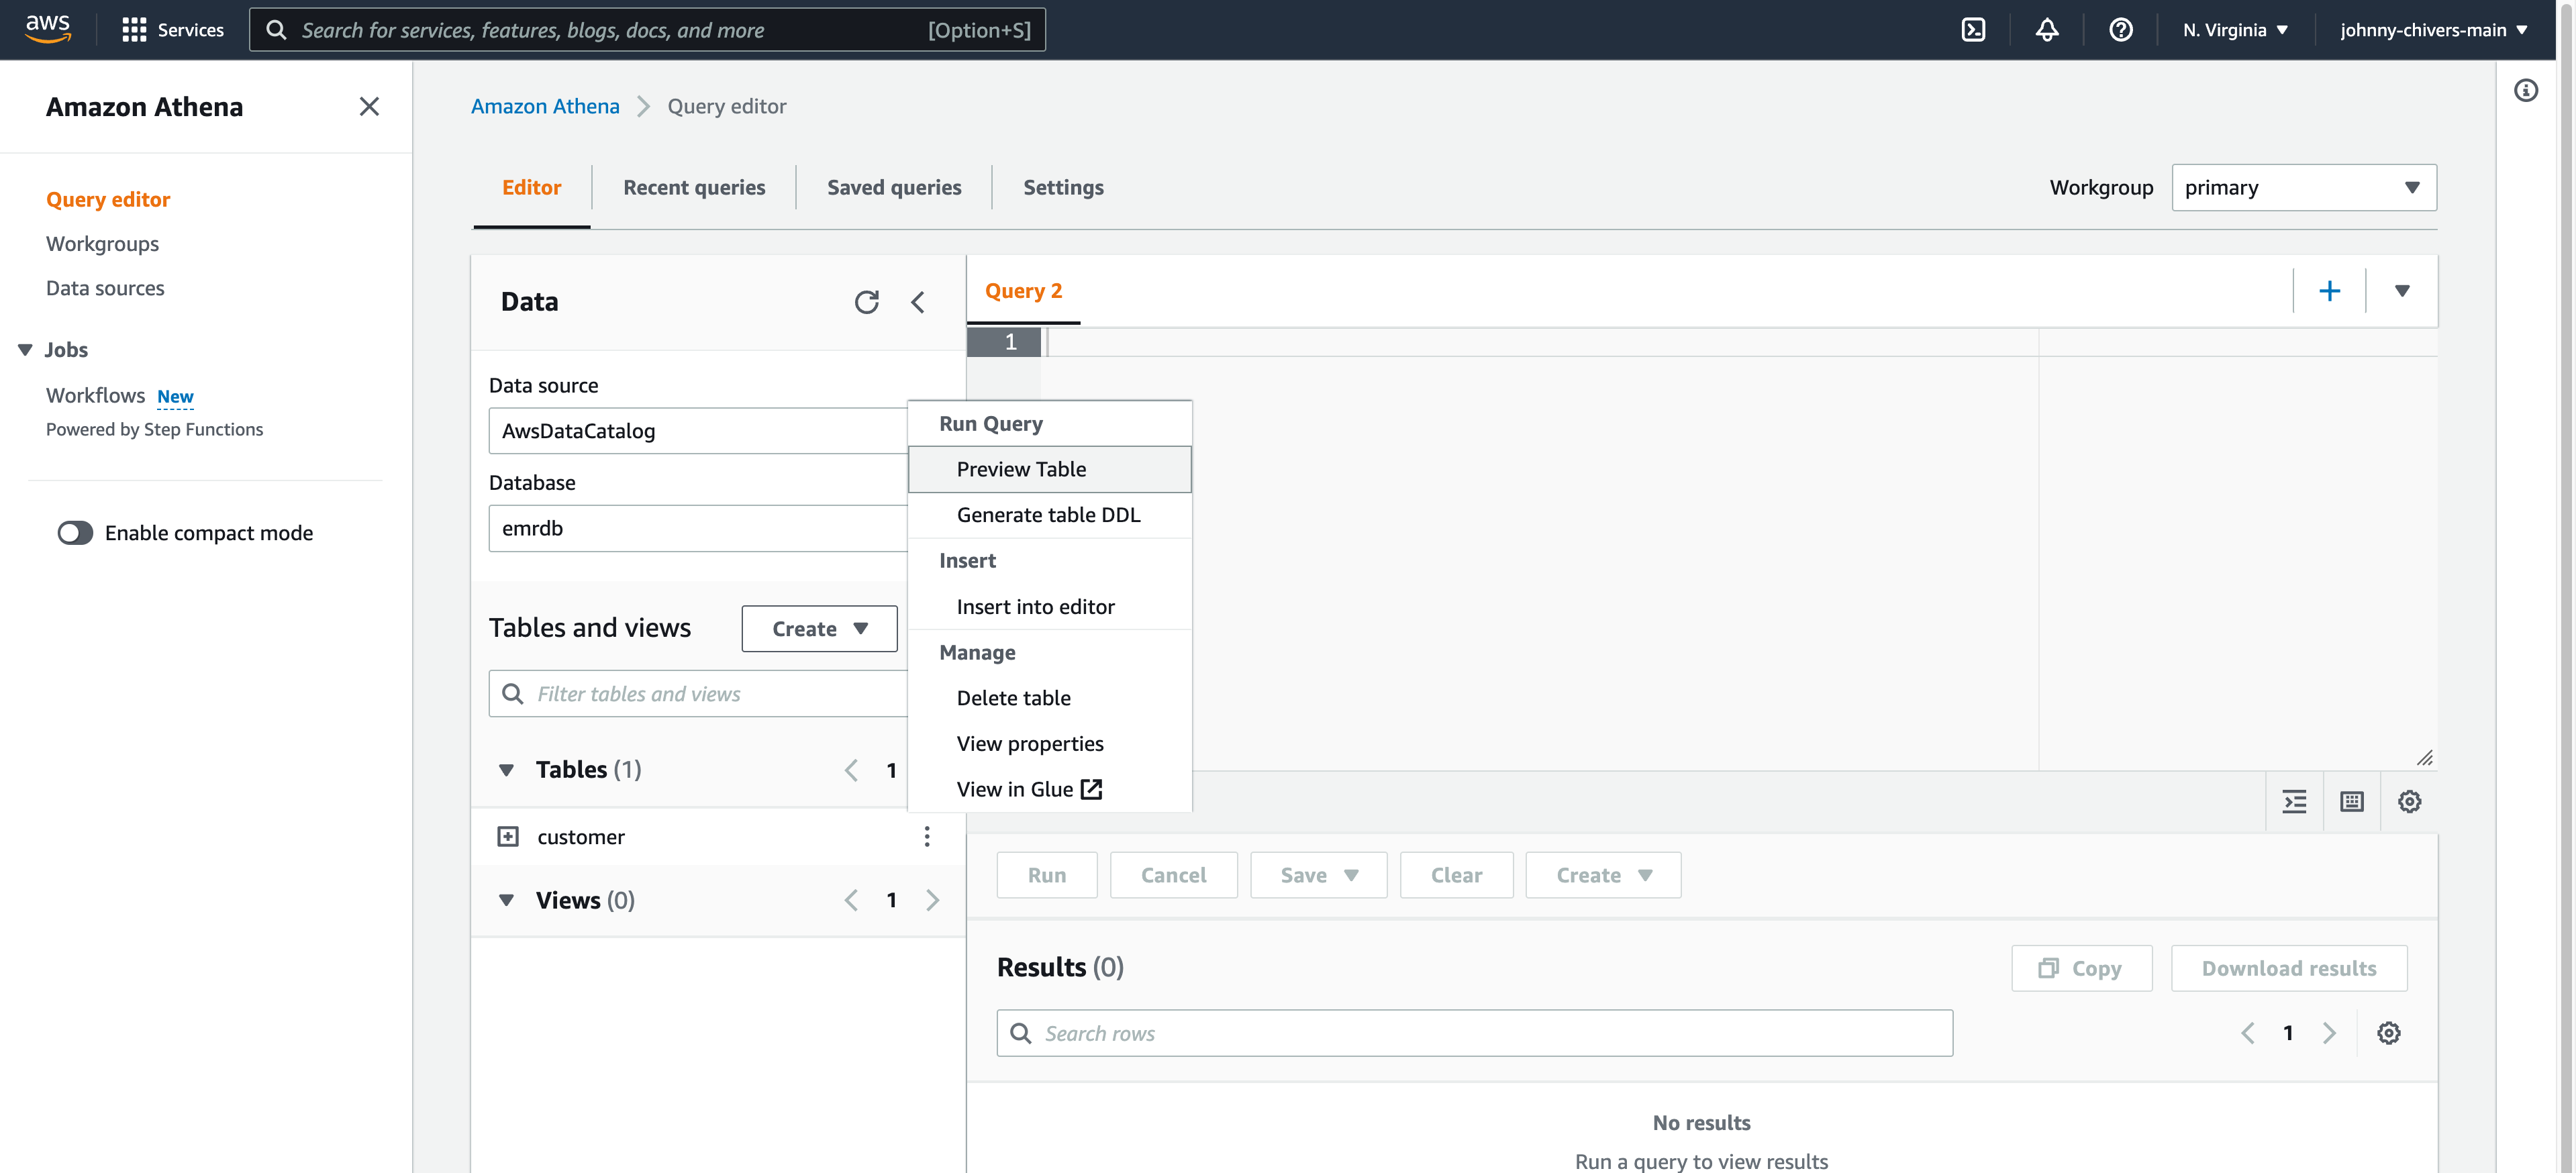 aws Services Search for services, features, blogs, docs, and more [Option+S] N. Virginia johnny-chivers-main
Amazon Athena
Query editor
Workgroups
Data sources
Jobs
Workflows New
Powered by Step Functions
Enable compact mode
Amazon Athena Query editor
Editor Recent queries Saved queries Settings
Workgroup primary
Data
Data source
AwsDataCatalog
Database
emrdb
Tables and views Create
Filter tables and views
Tables (1) 1
customer
Views (0) 1
Query 2
1
Run Query
Preview Table
Generate table DDL
Insert
Insert into editor
Manage
Delete table
View properties
View in Glue
Run Cancel Save Clear Create
Results (0) Copy Download results
Search rows 1
No results
Run a query to view results